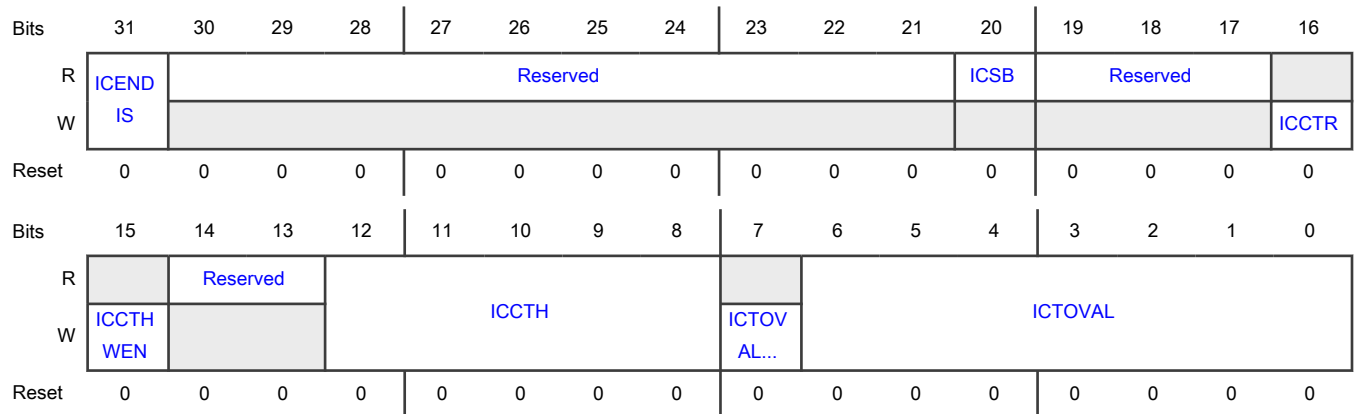 Bits 31 30 29 28 27 26 25 24 23 22 21 20 19 18 17 16
R ICEND Reserved ICSB Reserved
W IS ICCTR
Reset 0 0 0 0 0 0 0 0 0 0 0 0 0 0 0 0
Bits 15 14 13 12 11 10 9 8 7 6 5 4 3 2 1 0
R Reserved ICCTH ICTOVAL
W ICCTH WEN ICTOV AL...
Reset 0 0 0 0 0 0 0 0 0 0 0 0 0 0 0 0